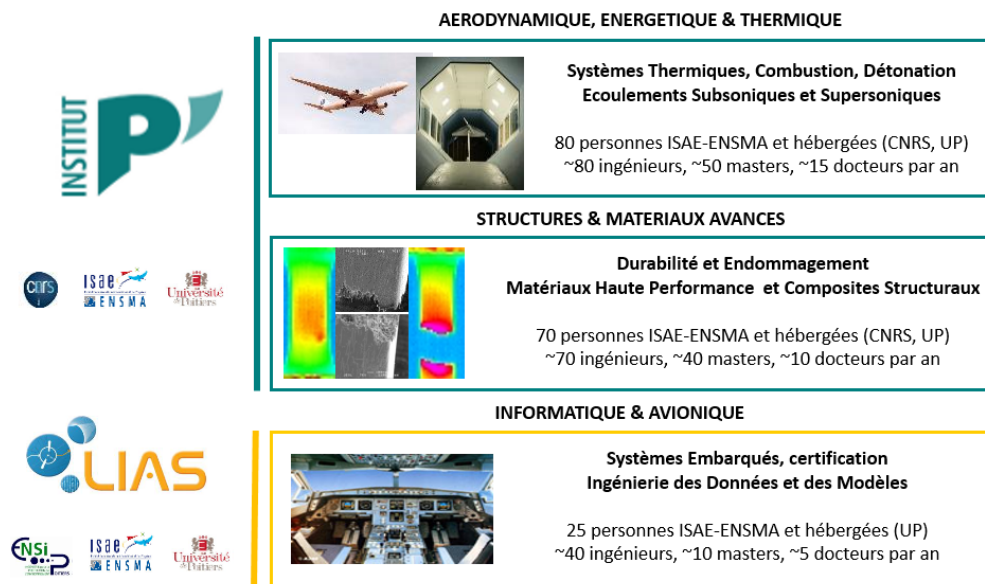 AERODYNAMIQUE, ENERGETIQUE & THERMIQUE
INSTITUT
P'
Systèmes Thermiques, Combustion, Détonation
Ecoulements Subsoniques et Supersoniques
80 personnes ISAE-ENSMA et hébergées (CNRS, UP)
~80 ingénieurs, ~50 masters, ~15 docteurs par an
STRUCTURES & MATERIAUX AVANCES
cnrs
isae
ENSMA
Université
de Poitiers
Durabilité et Endommagement
Matériaux Haute Performance et Composites Structuraux
70 personnes ISAE-ENSMA et hébergées (CNRS, UP)
~70 ingénieurs, ~40 masters, ~10 docteurs par an
INFORMATIQUE & AVIONIQUE
LIAS
Systèmes Embarqués, certification
Ingénierie des Données et des Modèles
25 personnes ISAE-ENSMA et hébergées (UP)
~40 ingénieurs, ~10 masters, ~5 docteurs par an
isae
ENSMA
Université
de Poitiers